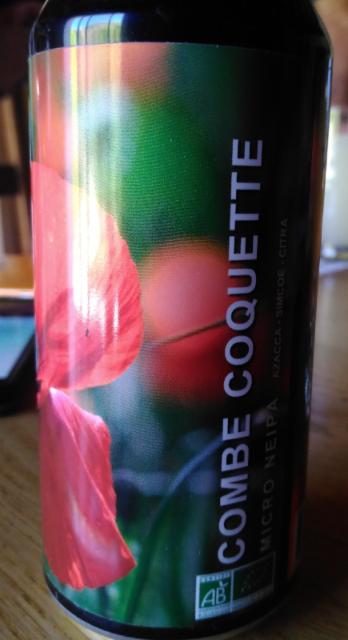 COMBE COQUETTE
MICRO NEIPA AZACCA - SIMCOE - CITRA
AB